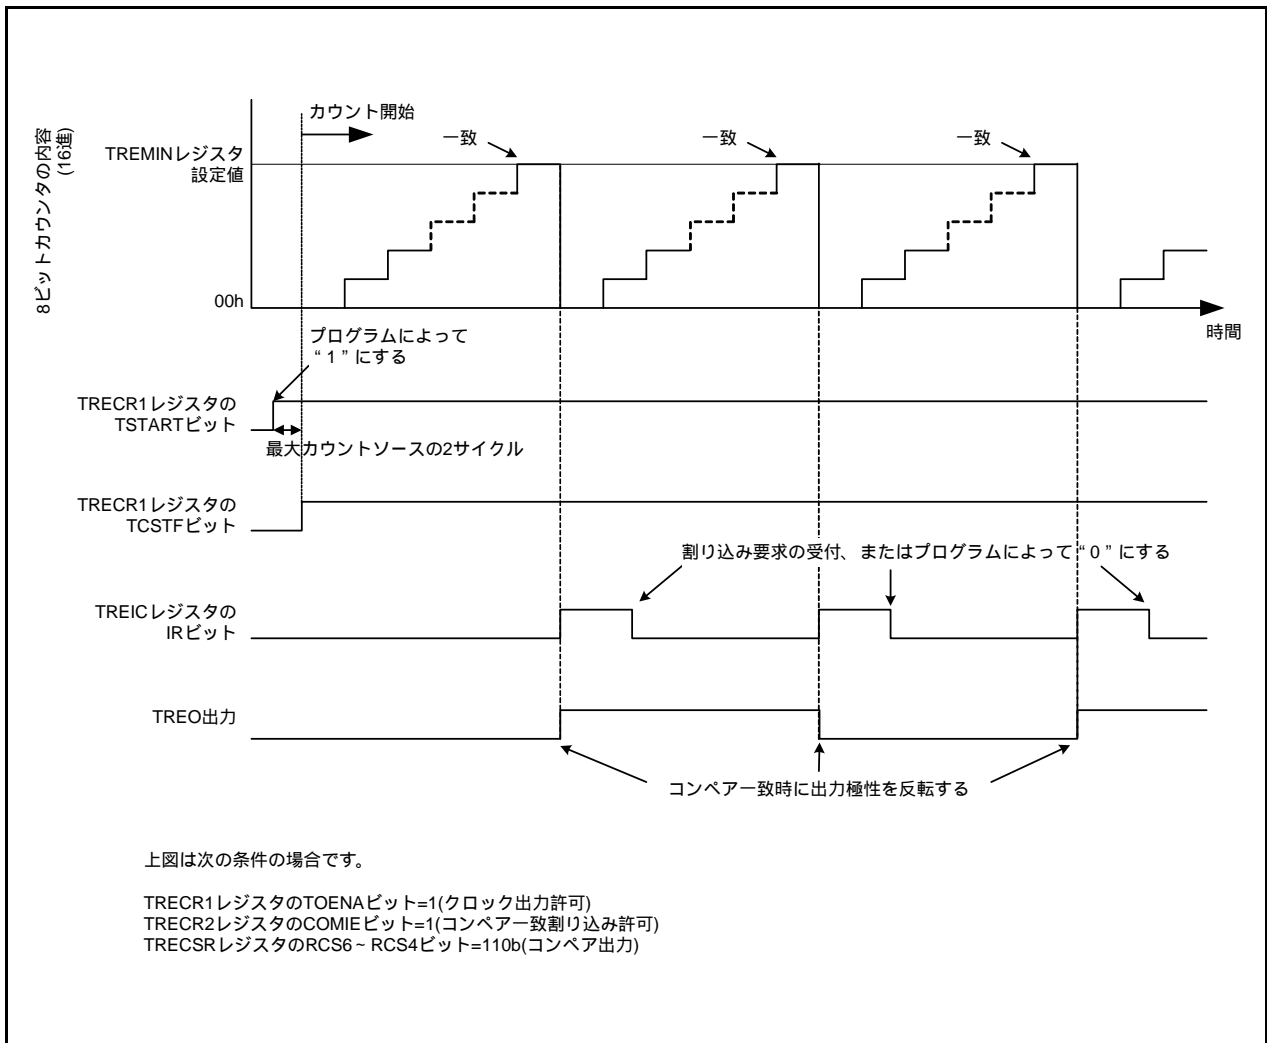 カウント開始
8ビットカウンタの内容
(16進)
TREMINレジスタ
設定値
一致
一致
一致
00h
時間
プログラムによって
“1”にする
TRECR1レジスタの
TSTARTビット
最大カウントソースの2サイクル
TRECR1レジスタの
TCSTFビット
割り込み要求の受付、またはプログラムによって“0”にする
TREICレジスタの
IRビット
TREO出力
コンペア一致時に出力極性を反転する
上図は次の条件の場合です。
TRECR1レジスタのTOENAビット=1(クロック出力許可)
TRECR2レジスタのCOMIEビット=1(コンペア一致割り込み許可)
TRECSRレジスタのRCS6~RCS4ビット=110b(コンペア出力)